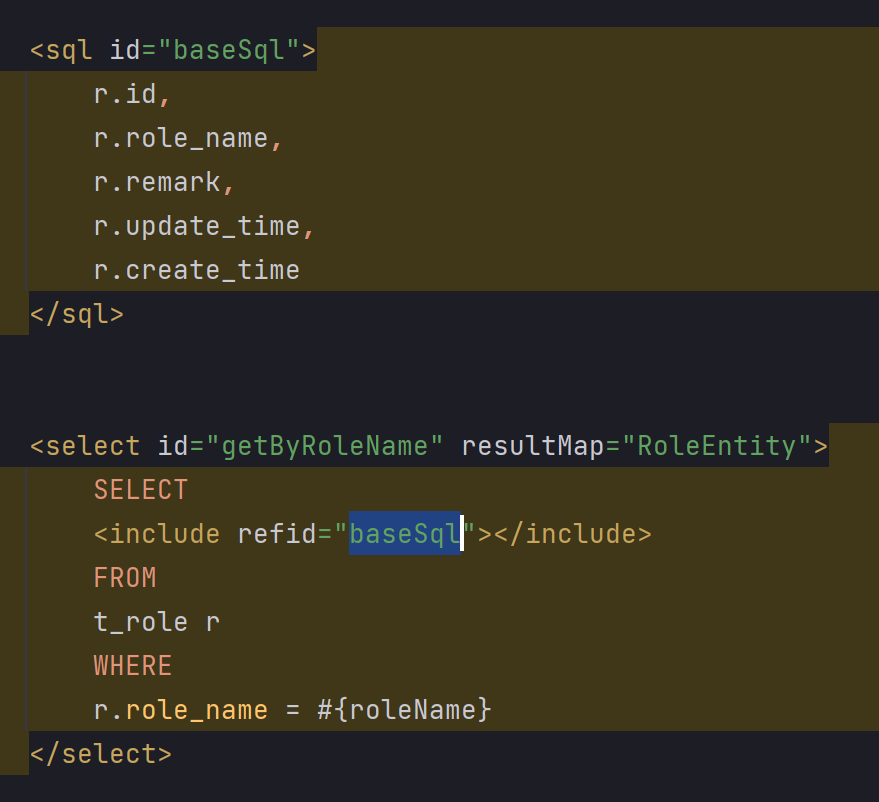 <sql id="baseSql">
    r.id,
    r.role_name,
    r.remark,
    r.update_time,
    r.create_time
</sql>
<select id="getByRoleName" resultMap="RoleEntity">
    SELECT
    <include refid="baseSql"></include>
    FROM
    t_role r
    WHERE
    r.role_name = #{roleName}
</select>